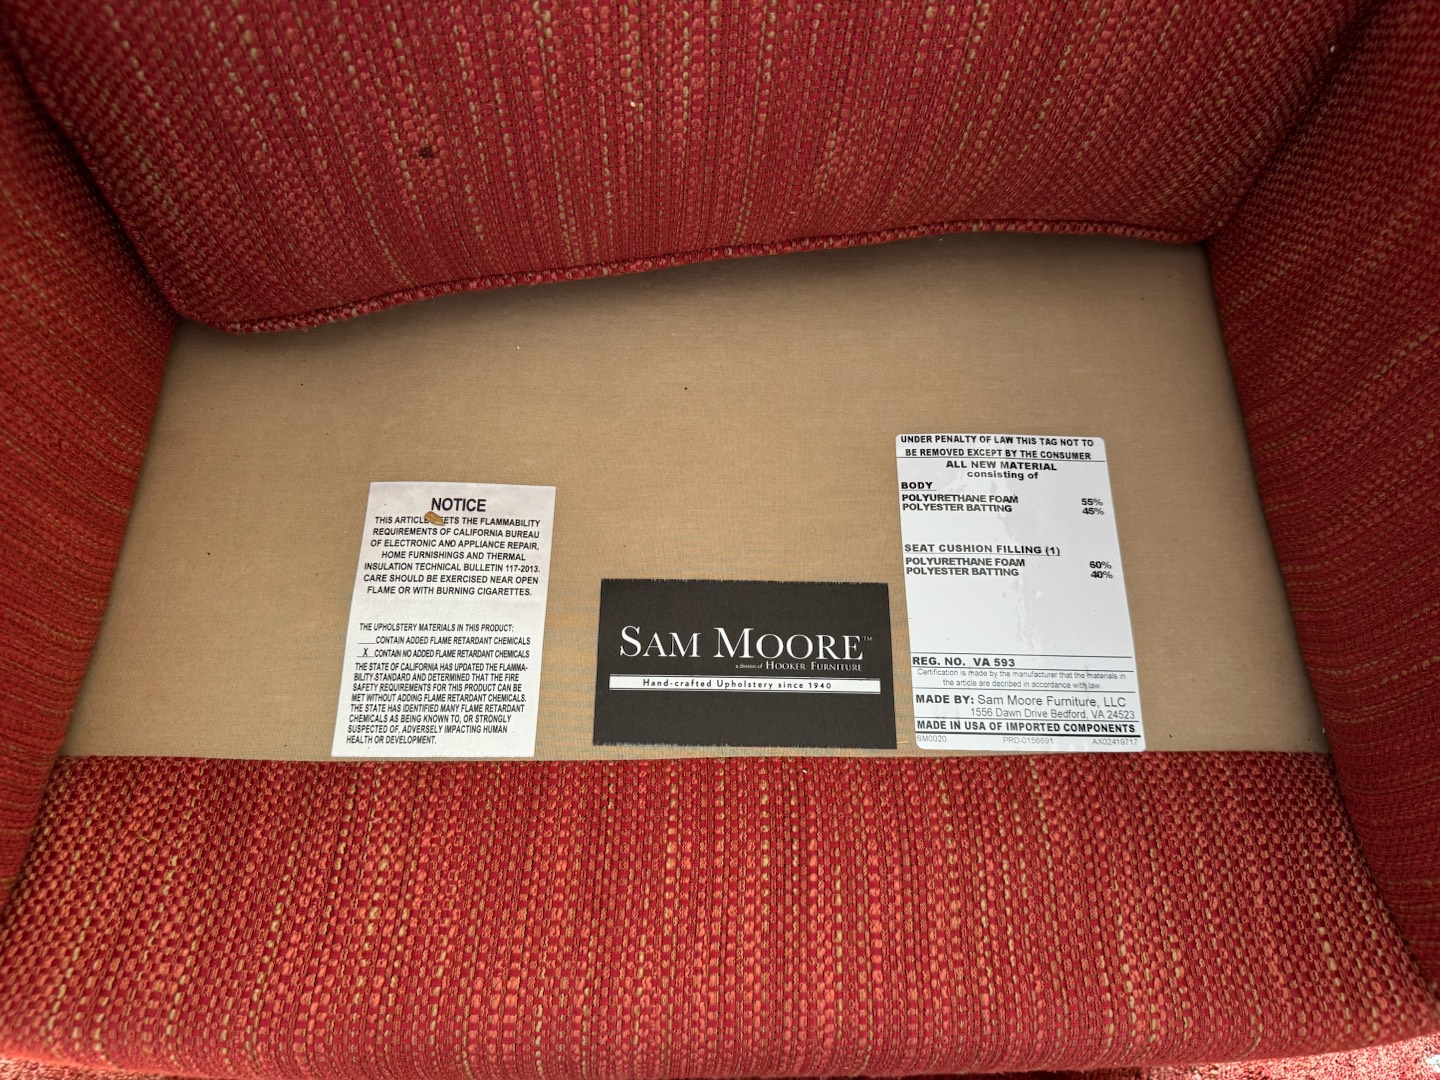 NOTICE
THIS ARTICLE MEETS THE FLAMMABILITY
REQUIREMENTS OF CALIFORNIA BUREAU
OF ELECTRONIC AND APPLIANCE REPAIR,
HOME FURNISHINGS AND THERMAL
INSULATION TECHNICAL BULLETIN 117-2013.
CARE SHOULD BE EXERCISED NEAR OPEN
FLAME OR WITH BURNING CIGARETTES.
THE UPHOLSTERY MATERIALS IN THIS PRODUCT:
____CONTAIN ADDED FLAME RETARDANT CHEMICALS
_X_CONTAIN NO ADDED FLAME RETARDANT CHEMICALS
THE STATE OF CALIFORNIA HAS UPDATED THE FLAMMA-
BILITY STANDARD AND DETERMINED THAT THE FIRE
SAFETY REQUIREMENTS FOR THIS PRODUCT CAN BE
MET WITHOUT ADDING FLAME RETARDANT CHEMICALS.
THE STATE HAS IDENTIFIED MANY FLAME RETARDANT
CHEMICALS AS BEING KNOWN TO, OR STRONGLY
SUSPECTED OF, ADVERSELY IMPACTING HUMAN
HEALTH OR DEVELOPMENT.
SAM MOORE™
a division of HOOKER FURNITURE
Hand-crafted Upholstery since 1940
UNDER PENALTY OF LAW THIS TAG NOT TO
BE REMOVED EXCEPT BY THE CONSUMER
ALL NEW MATERIAL
consisting of
BODY
POLYURETHANE FOAM 55%
POLYESTER BATTING 45%
SEAT CUSHION FILLING (1)
POLYURETHANE FOAM 60%
POLYESTER BATTING 40%
REG. NO. VA 593
Certification is made by the manufacturer that the materials in
the article are decribed in accordance with law.
MADE BY: Sam Moore Furniture, LLC
1556 Dawn Drive Bedford, VA 24523
MADE IN USA OF IMPORTED COMPONENTS
SM0020 PRD-0156691 AX02419717